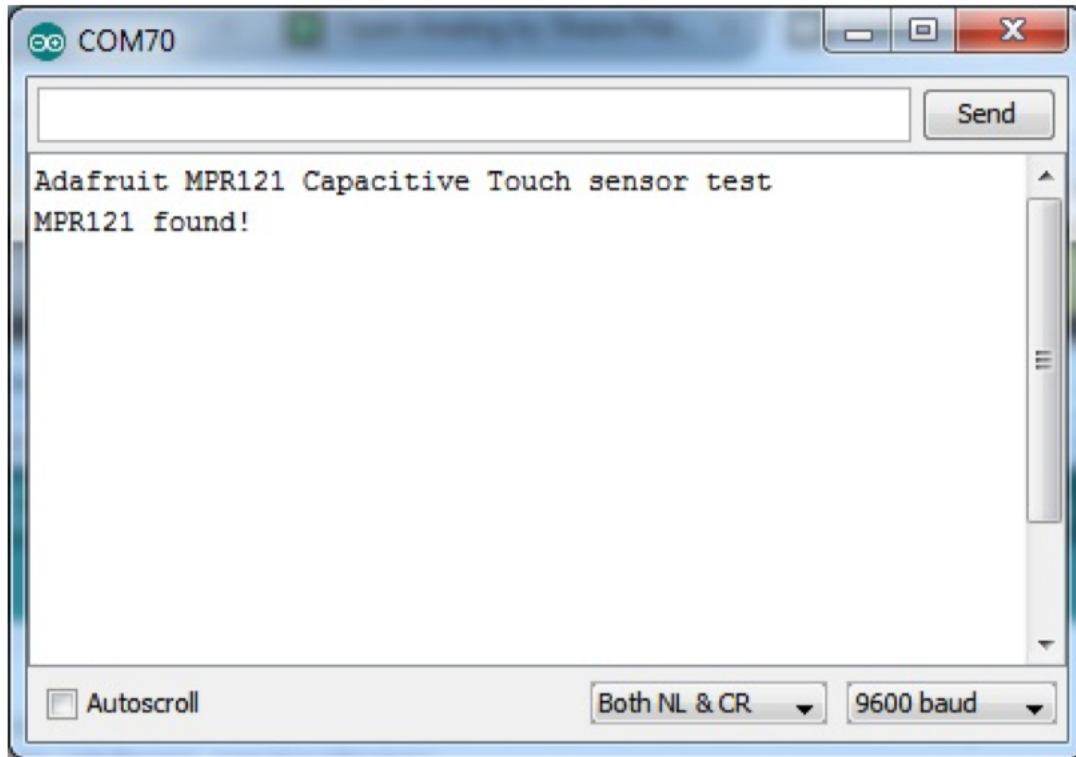 COM70
Send
Adafruit MPR121 Capacitive Touch sensor test
MPR121 found!
Autoscroll
Both NL & CR
9600 baud